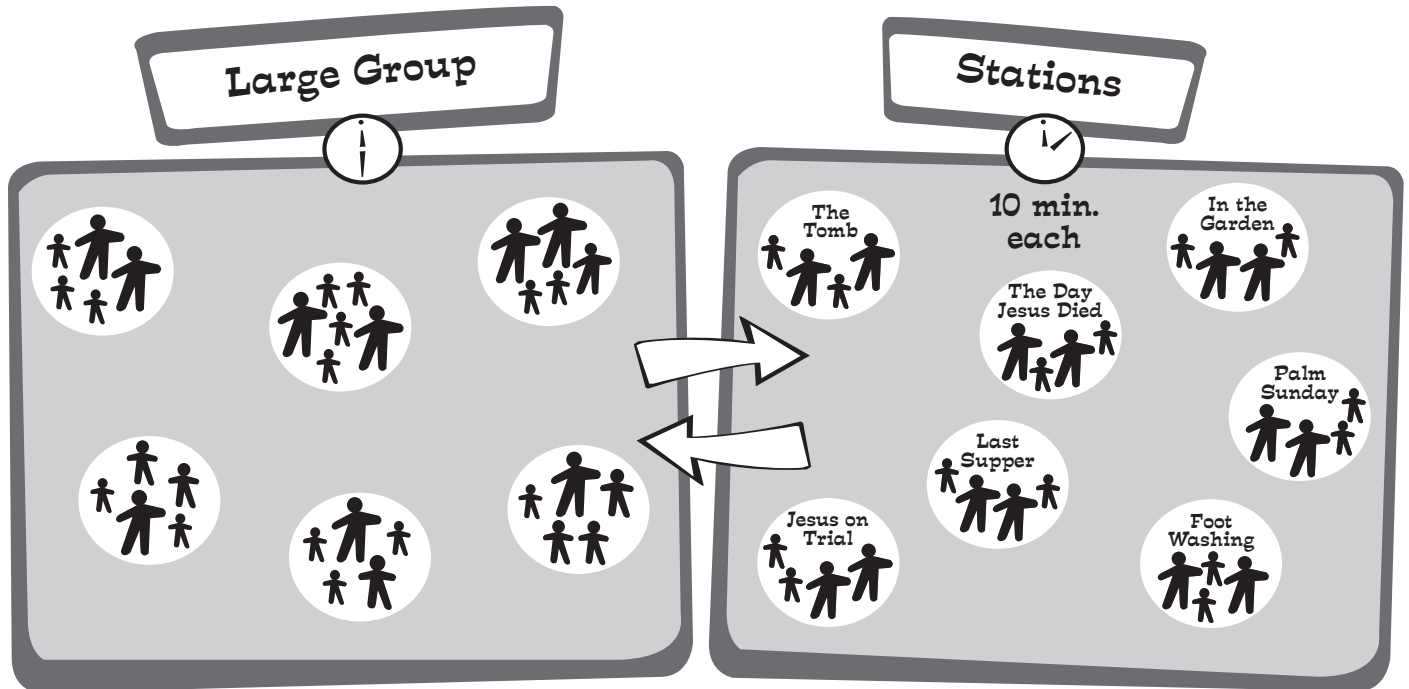 Large Group
Stations
10 min.
each
The
Tomb
In the
Garden
The Day
Jesus Died
Palm
Sunday
Last
Supper
Jesus on
Trial
Foot
Washing